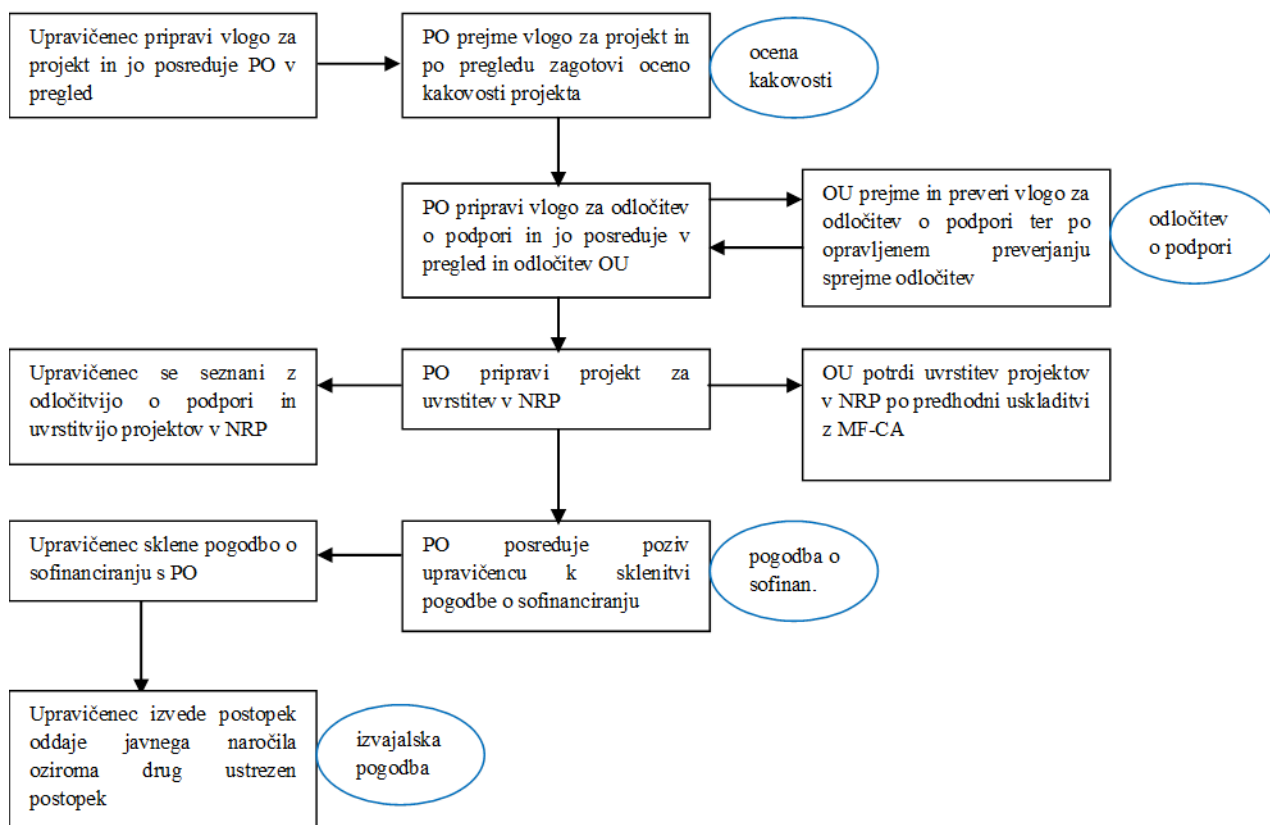 Upravičenec pripravi vlogo za
projekt in jo posreduje PO v
pregled
PO prejme vlogo za projekt in
po pregledu zagotovi oceno
kakovosti projekta
ocena
kakovosti
PO pripravi vlogo za odločitev
o podpori in jo posreduje v
pregled in odločitev OU
OU prejme in preveri vlogo za
odločitev o podpori ter po
opravljenem preverjanju
sprejme odločitev
odločitev
o podpori
Upravičenec se seznani z
odločitvijo o podpori in
uvrstitvijo projektov v NRP
PO pripravi projekt za
uvrstitev v NRP
OU potrdi uvrstitev projektov
v NRP po predhodni uskladitvi
z MF-CA
Upravičenec sklene pogodbo o
sofinanciranju s PO
PO posreduje poziv
upravičencu k sklenitvi
pogodbe o sofinanciranju
pogodba o
sofinan.
Upravičenec izvede postopek
oddaje javnega naročila
oziroma drug ustrezen
postopek
izvajalska
pogodba